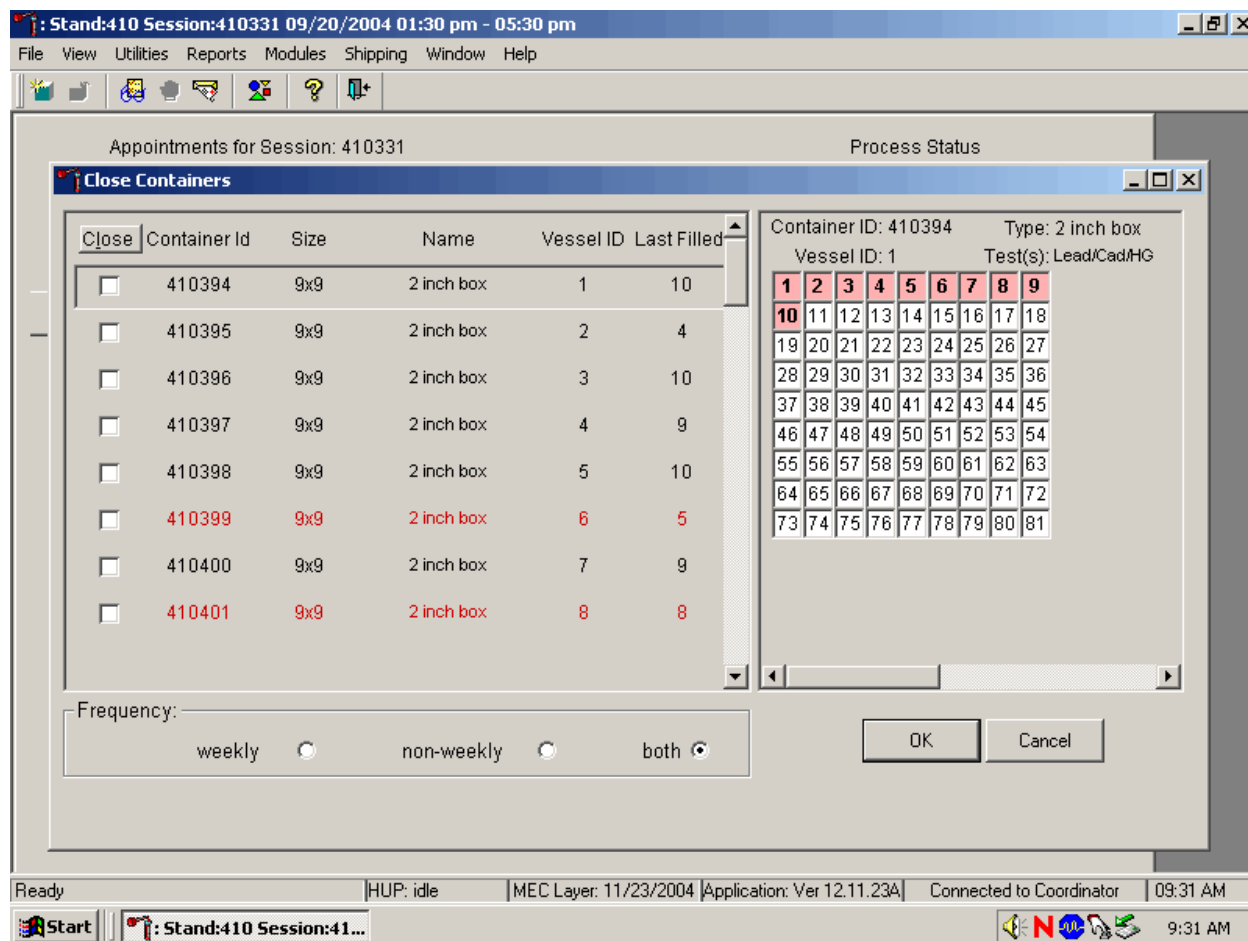 : Stand:410 Session:410331 09/20/2004 01:30 pm - 05:30 pm
File View Utilities Reports Modules Shipping Window Help
Appointments for Session: 410331 Process Status
Close Containers
Close Container Id Size Name Vessel ID Last Filled
410394 9x9 2 inch box 1 10
410395 9x9 2 inch box 2 4
410396 9x9 2 inch box 3 10
410397 9x9 2 inch box 4 9
410398 9x9 2 inch box 5 10
410399 9x9 2 inch box 6 5
410400 9x9 2 inch box 7 9
410401 9x9 2 inch box 8 8
Container ID: 410394 Type: 2 inch box
Vessel ID: 1 Test(s): Lead/Cad/HG
1 2 3 4 5 6 7 8 9
10 11 12 13 14 15 16 17 18
19 20 21 22 23 24 25 26 27
28 29 30 31 32 33 34 35 36
37 38 39 40 41 42 43 44 45
46 47 48 49 50 51 52 53 54
55 56 57 58 59 60 61 62 63
64 65 66 67 68 69 70 71 72
73 74 75 76 77 78 79 80 81
Frequency:
weekly non-weekly both
OK Cancel
Ready HUP: idle MEC Layer: 11/23/2004 Application: Ver 12.11.23A Connected to Coordinator 09:31 AM
Start : Stand:410 Session:41... N 9:31 AM